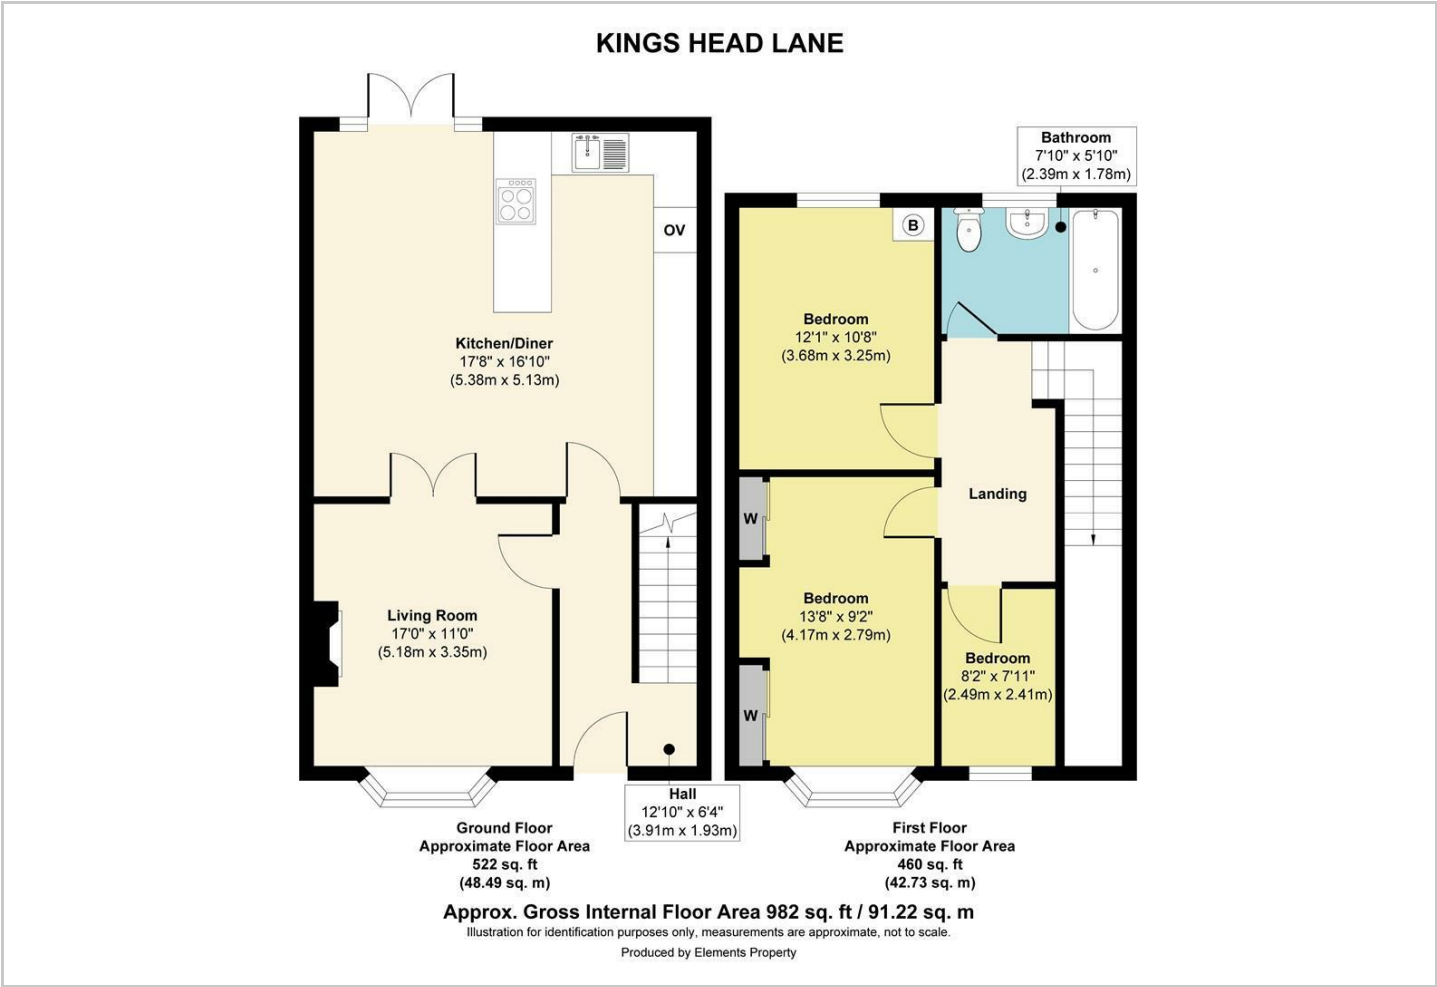 KINGS HEAD LANE
Bathroom
7'10" x 5'10"
(2.39m x 1.78m)
OV
B
Kitchen/Diner
17'8" x 16'10"
(5.38m x 5.13m)
Bedroom
12'1" x 10'8"
(3.68m x 3.25m)
Landing
W
Living Room
17'0" x 11'0"
(5.18m x 3.35m)
Bedroom
13'8" x 9'2"
(4.17m x 2.79m)
Bedroom
8'2" x 7'11"
(2.49m x 2.41m)
W
Hall
12'10" x 6'4"
(3.91m x 1.93m)
Ground Floor
Approximate Floor Area
522 sq. ft
(48.49 sq. m)
First Floor
Approximate Floor Area
460 sq. ft
(42.73 sq. m)
Approx. Gross Internal Floor Area 982 sq. ft / 91.22 sq. m
Illustration for identification purposes only, measurements are approximate, not to scale.
Produced by Elements Property